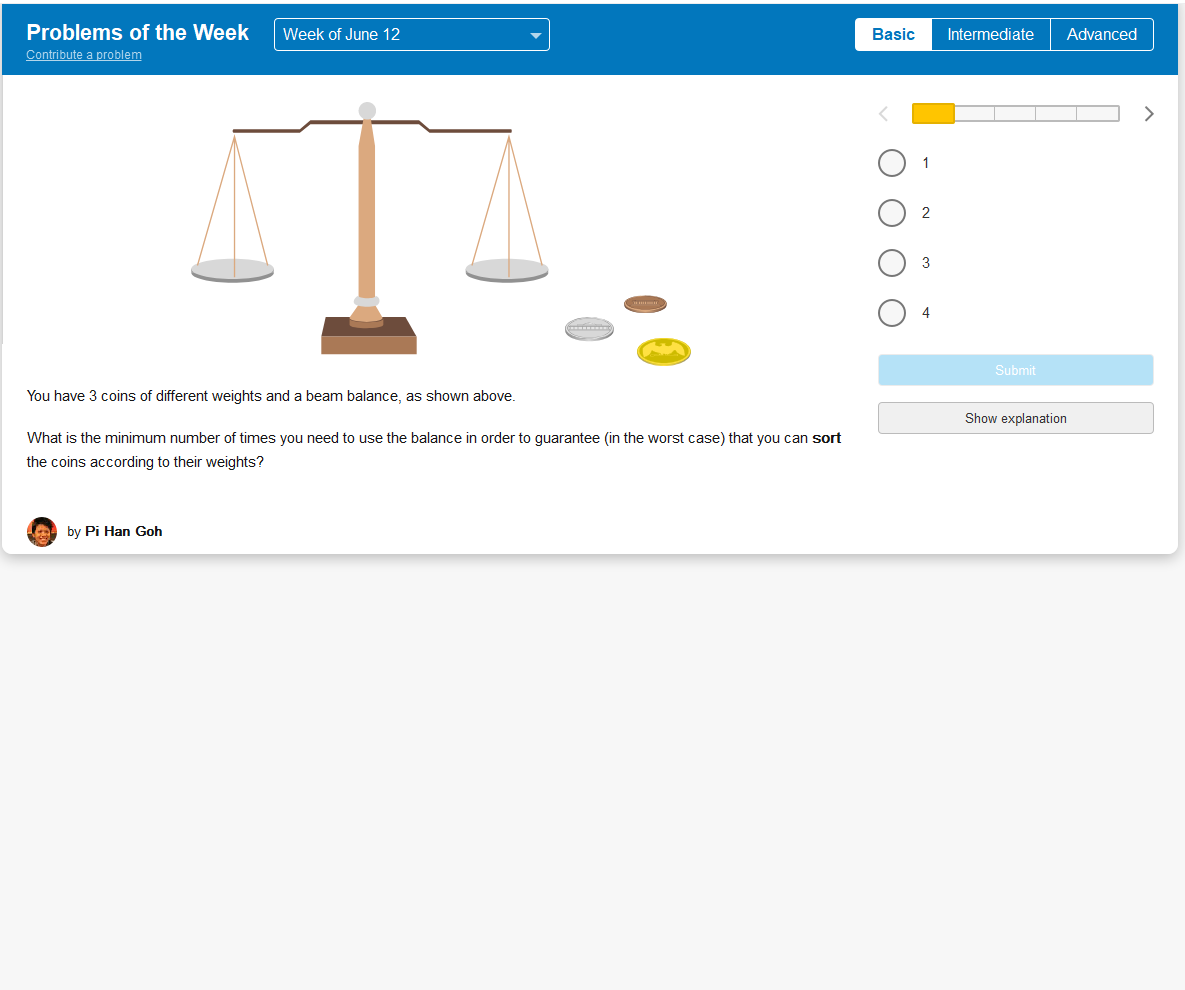 Problems of the Week
Contribute a problem
Week of June 12
Basic
Intermediate
Advanced
1
2
3
4
Submit
Show explanation
You have 3 coins of different weights and a beam balance, as shown above.
What is the minimum number of times you need to use the balance in order to guarantee (in the worst case) that you can sort
the coins according to their weights?
by Pi Han Goh